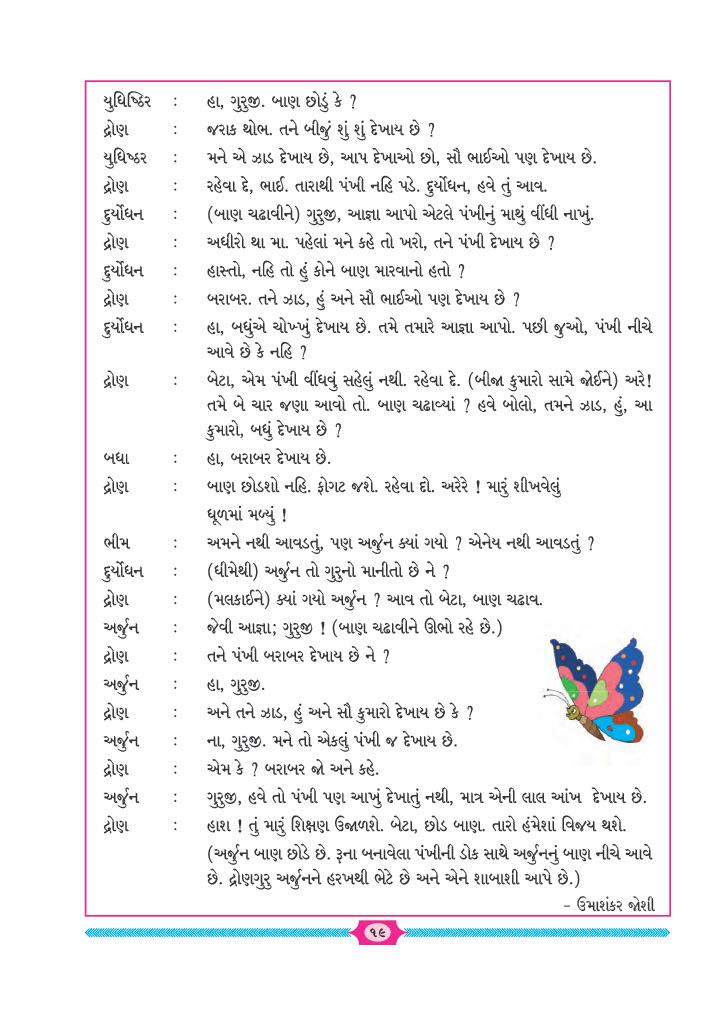 યુધિષ્ઠિર : હા, ગુરુજી. બાણ છોડું કે ?
દ્રોણ : જરાક થોભ. તને બીજું શું શું દેખાય છે ?
યુધિષ્ઠર : મને એ ઝાડ દેખાય છે, આપ દેખાઓ છો, સૌ ભાઈઓ પણ દેખાય છે.
દ્રોણ : રહેવા દે, ભાઈ. તારાથી પંખી નહિ પડે. દુર્યોધન, હવે તું આવ.
દુર્યોધન : (બાણ ચઢાવીને) ગુરુજી, આજ્ઞા આપો એટલે પંખીનું માથું વીંધી નાખું.
દ્રોણ : અધીરો થા મા. પહેલાં મને કહે તો ખરો, તને પંખી દેખાય છે ?
દુર્યોધન : હાસ્તો, નહિ તો હું કોને બાણ મારવાનો હતો ?
દ્રોણ : બરાબર. તને ઝાડ, હું અને સૌ ભાઈઓ પણ દેખાય છે ?
દુર્યોધન : હા, બધુંએ ચોખ્ખું દેખાય છે. તમે તમારે આજ્ઞા આપો. પછી જુઓ, પંખી નીચે
આવે છે કે નહિ ?
દ્રોણ : બેટા, એમ પંખી વીંધવું સહેલું નથી. રહેવા દે. (બીજા કુમારો સામે જોઈને) અરે!
તમે બે ચાર જણા આવો તો. બાણ ચઢાવ્યાં ? હવે બોલો, તમને ઝાડ, હું, આ
કુમારો, બધું દેખાય છે ?
બધા : હા, બરાબર દેખાય છે.
દ્રોણ : બાણ છોડશો નહિ. ફોગટ જશે. રહેવા દો. અરેરે ! મારું શીખવેલું
ધૂળમાં મળ્યું !
ભીમ : અમને નથી આવડતું, પણ અર્જુન ક્યાં ગયો ? એનેય નથી આવડતું ?
દુર્યોધન : (ધીમેથી) અર્જુન તો ગુરુનો માનીતો છે ને ?
દ્રોણ : (મલકાઈને) ક્યાં ગયો અર્જુન ? આવ તો બેટા, બાણ ચઢાવ.
અર્જુન : જેવી આજ્ઞા; ગુરુજી ! (બાણ ચઢાવીને ઊભો રહે છે.)
દ્રોણ : તને પંખી બરાબર દેખાય છે ને ?
અર્જુન : હા, ગુરુજી.
દ્રોણ : અને તને ઝાડ, હું અને સૌ કુમારો દેખાય છે કે ?
અર્જુન : ના, ગુરુજી. મને તો એકલું પંખી જ દેખાય છે.
દ્રોણ : એમ કે ? બરાબર જો અને કહે.
અર્જુન : ગુરુજી, હવે તો પંખી પણ આખું દેખાતું નથી, માત્ર એની લાલ આંખ દેખાય છે.
દ્રોણ : હાશ ! તું મારું શિક્ષણ ઉજાળશે. બેટા, છોડ બાણ. તારો હંમેશાં વિજય થશે.
(અર્જુન બાણ છોડે છે. રૂના બનાવેલા પંખીની ડોક સાથે અર્જુનનું બાણ નીચે આવે
છે. દ્રોણગુરુ અર્જુનને હરખથી ભેટે છે અને એને શાબાશી આપે છે.)
– ઉમાશંકર જોશી
૧૯